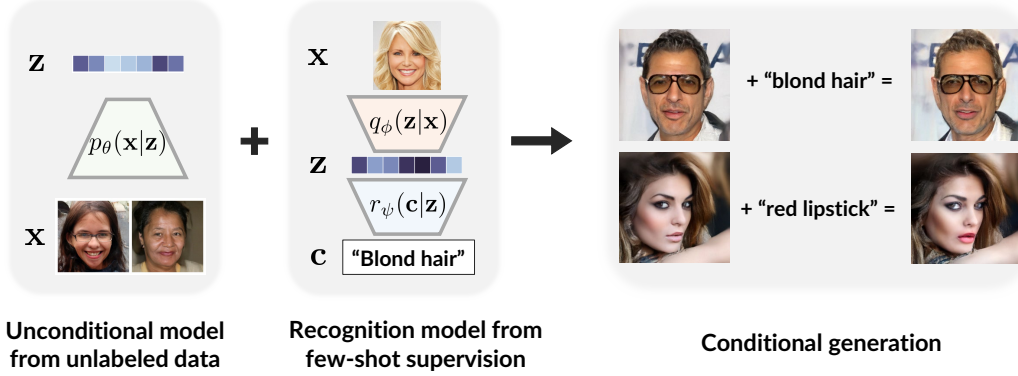 z
pθ(x|z)
x
Unconditional model
from unlabeled data
+
x
qϕ(z|x)
z
rψ(c|z)
c "Blond hair"
Recognition model from
few-shot supervision
+ “blond hair” =
+ “red lipstick” =
Conditional generation